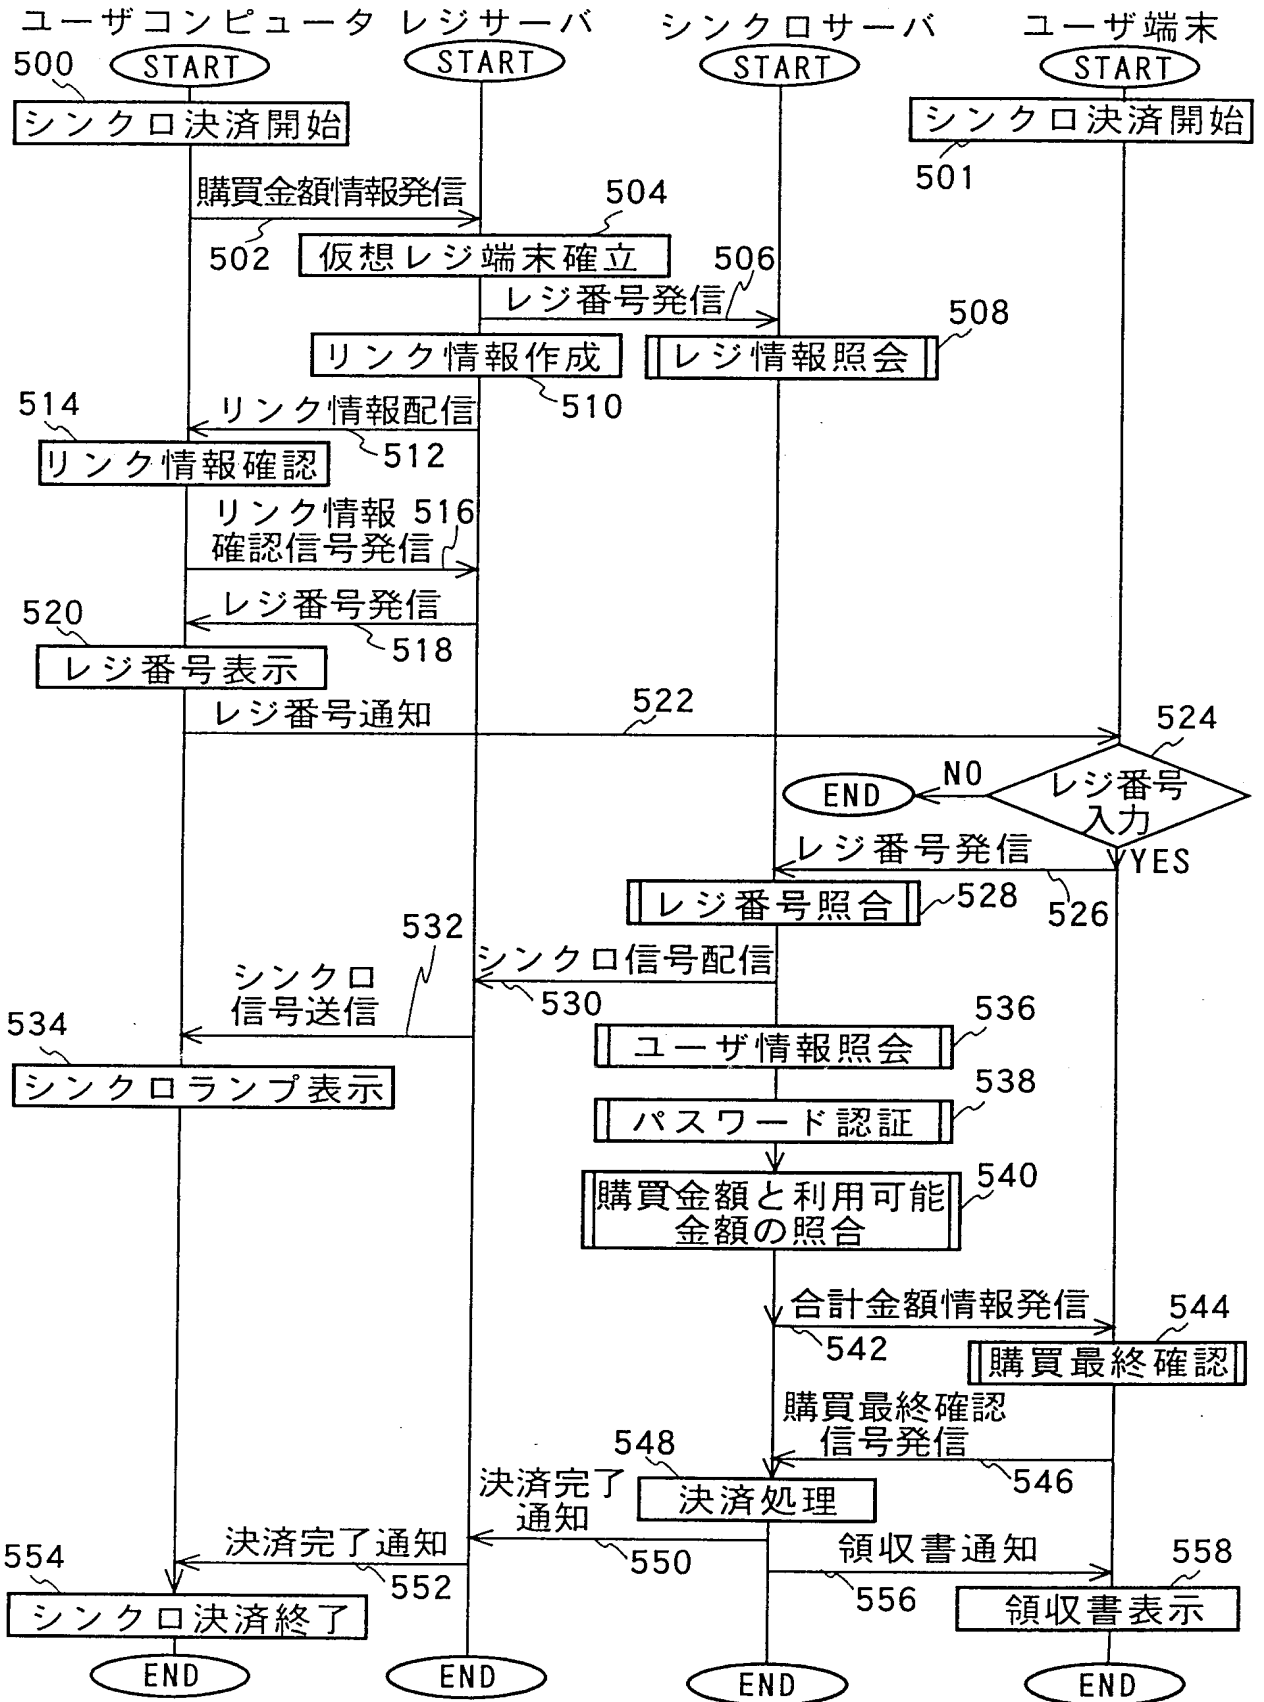 ユーザコンピュータ レジサーバ シンクロサーバ ユーザ端末
START START START START
500
シンクロ決済開始
シンクロ決済開始
501
購買金額情報発信
502
504
仮想レジ端末確立
506
レジ番号発信
508
リンク情報作成
レジ情報照会
510
514
リンク情報配信
512
リンク情報確認
リンク情報 516
確認信号発信
レジ番号発信
520
518
レジ番号表示
レジ番号通知
522
524
レジ番号
入力
NO
END
YES
レジ番号発信
526
レジ番号照合
528
532
シンクロ信号配信
530
シンクロ
信号送信
534
536
ユーザ情報照会
シンクロランプ表示
538
パスワード認証
540
購買金額と利用可能
金額の照合
合計金額情報発信
542
544
購買最終確認
購買最終確認
信号発信
546
548
決済処理
決済完了
通知
550
決済完了通知
552
領収書通知
556
554
558
シンクロ決済終了
領収書表示
END END END END